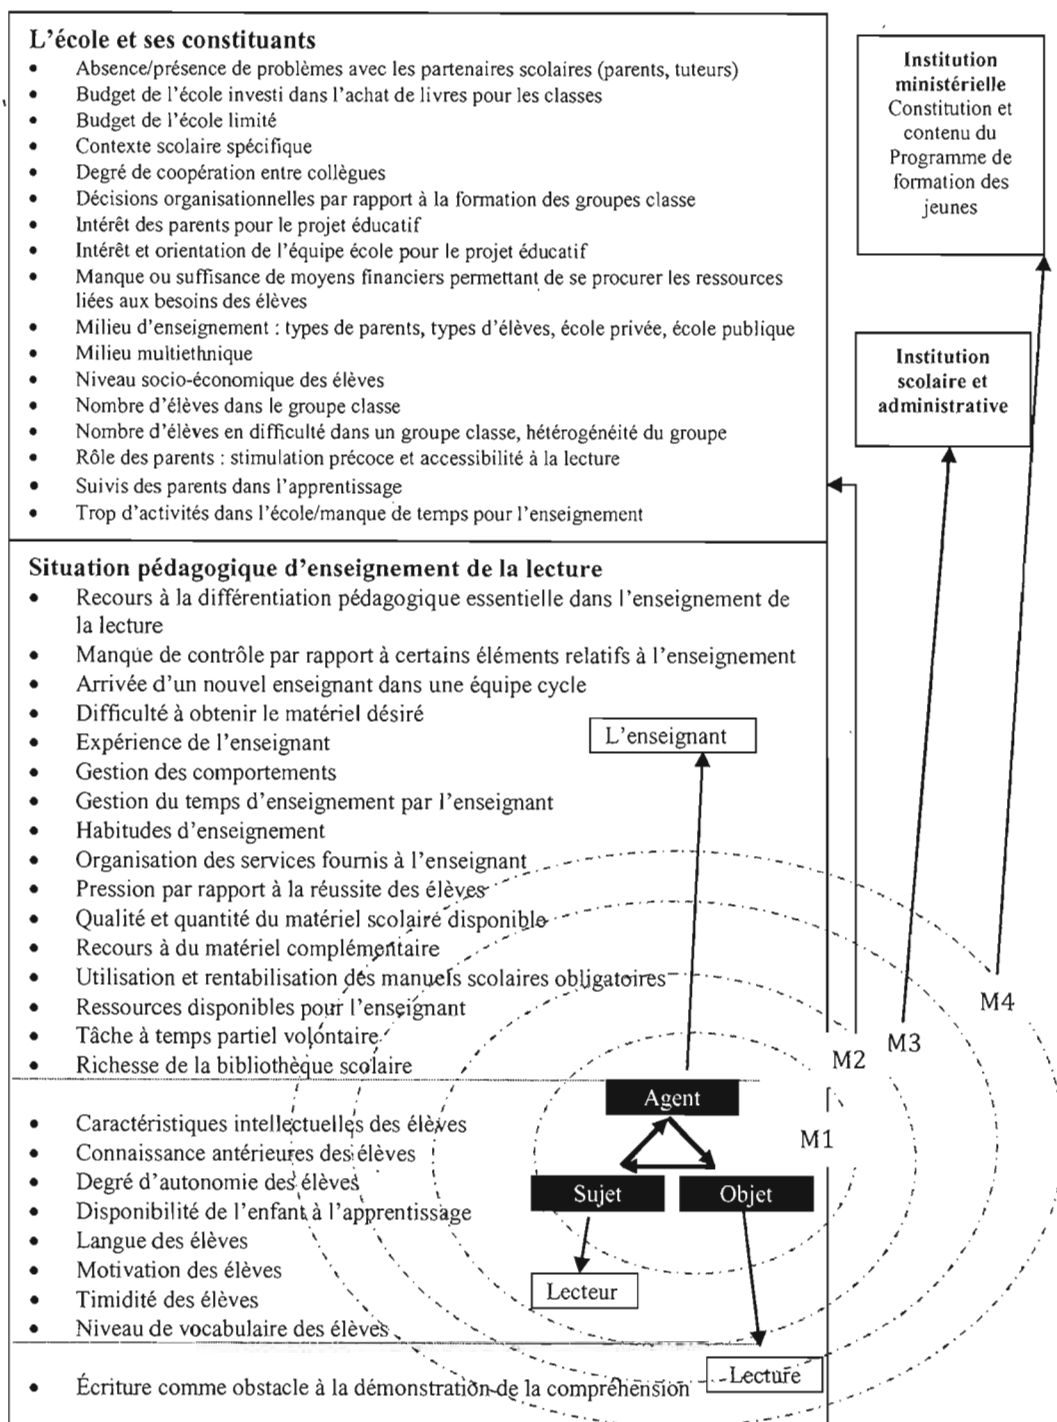 L'école et ses constituants
• Absence/présence de problèmes avec les partenaires scolaires (parents, tuteurs)
• Budget de l'école investi dans l'achat de livres pour les classes
• Budget de l'école limité
• Contexte scolaire spécifique
• Degré de coopération entre collègues
• Décisions organisationnelles par rapport à la formation des groupes classe
• Intérêt des parents pour le projet éducatif
• Intérêt et orientation de l'équipe école pour le projet éducatif
• Manque ou suffisance de moyens financiers permettant de se procurer les ressources
liées aux besoins des élèves
• Milieu d'enseignement : types de parents, types d'élèves, école privée, école publique
• Milieu multiethnique
• Niveau socio-économique des élèves
• Nombre d'élèves dans le groupe classe
• Nombre d'élèves en difficulté dans un groupe classe, hétérogénéité du groupe
• Rôle des parents : stimulation précoce et accessibilité à la lecture
• Suivis des parents dans l'apprentissage
• Trop d'activités dans l'école/manque de temps pour l'enseignement
Institution
ministérielle
Constitution et
contenu du
Programme de
formation des
jeunes
Institution
scolaire et
administrative
Situation pédagogique d'enseignement de la lecture
• Recours à la différentiation pédagogique essentielle dans l'enseignement de
la lecture
• Manque de contrôle par rapport à certains éléments relatifs à l'enseignement
• Arrivée d'un nouvel enseignant dans une équipe cycle
• Difficulté à obtenir le matériel désiré
• Expérience de l'enseignant
• Gestion des comportements
• Gestion du temps d'enseignement par l'enseignant
• Habitudes d'enseignement
• Organisation des services fournis à l'enseignant
• Pression par rapport à la réussite des élèves
• Qualité et quantité du matériel scolaire disponible
• Recours à du matériel complémentaire
• Utilisation et rentabilisation des manuels scolaires obligatoires
• Ressources disponibles pour l'enseignant
• Tâche à temps partiel volontaire
• Richesse de la bibliothèque scolaire
L'enseignant
M4
M3
M2
M1
Agent
Sujet
Objet
Lecteur
Lecture
• Caractéristiques intellectuelles des élèves
• Connaissance antérieures des élèves
• Degré d'autonomie des élèves
• Disponibilité de l'enfant à l'apprentissage
• Langue des élèves
• Motivation des élèves
• Timidité des élèves
• Niveau de vocabulaire des élèves
• Écriture comme obstacle à la démonstration de la compréhension